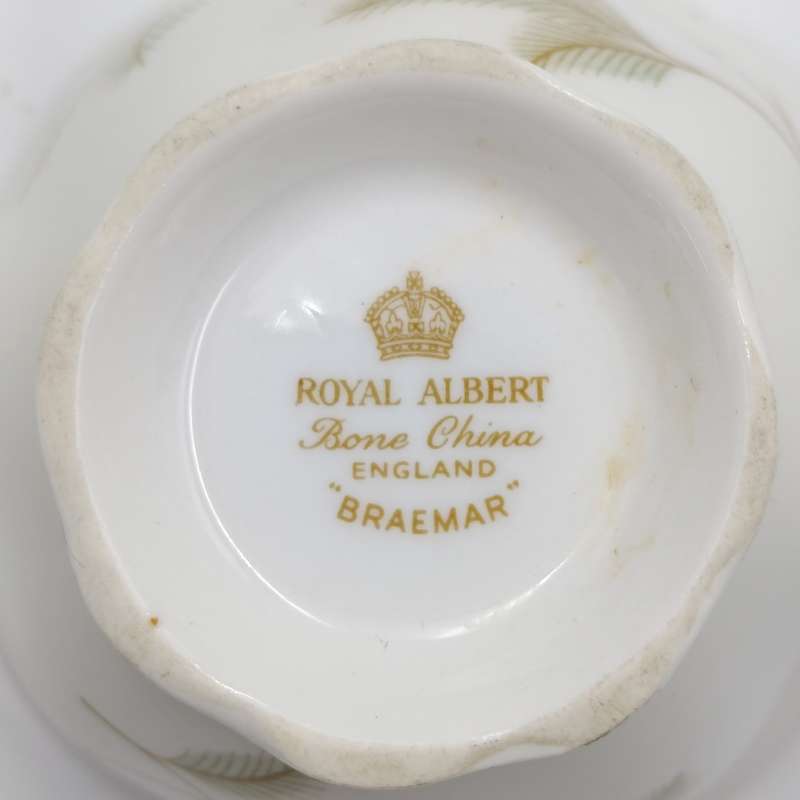 ROYAL ALBERT
Bone China
ENGLAND
"BRAEMAR"